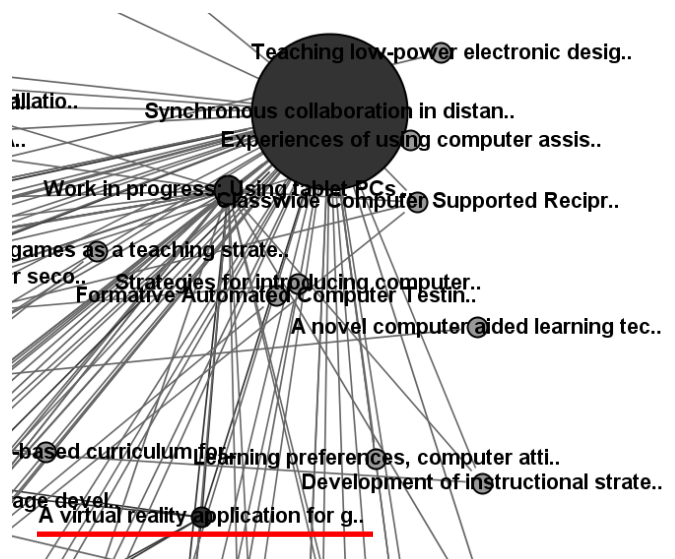 Teaching low-power electronic desig..
Synchronous collaboration in distan..
Experiences of using computer assis..
Work in progress: Using tablet PCs..
Classwide Computer Supported Recipr..
games as a teaching strate..
r seco..
Strategies for introducing computer..
Formative Automated Computer Testin..
A novel computer aided learning tec..
-based curriculum for..
Learning preferences, computer atti..
Development of instructional strate..
age devel..
A virtual reality application for g..